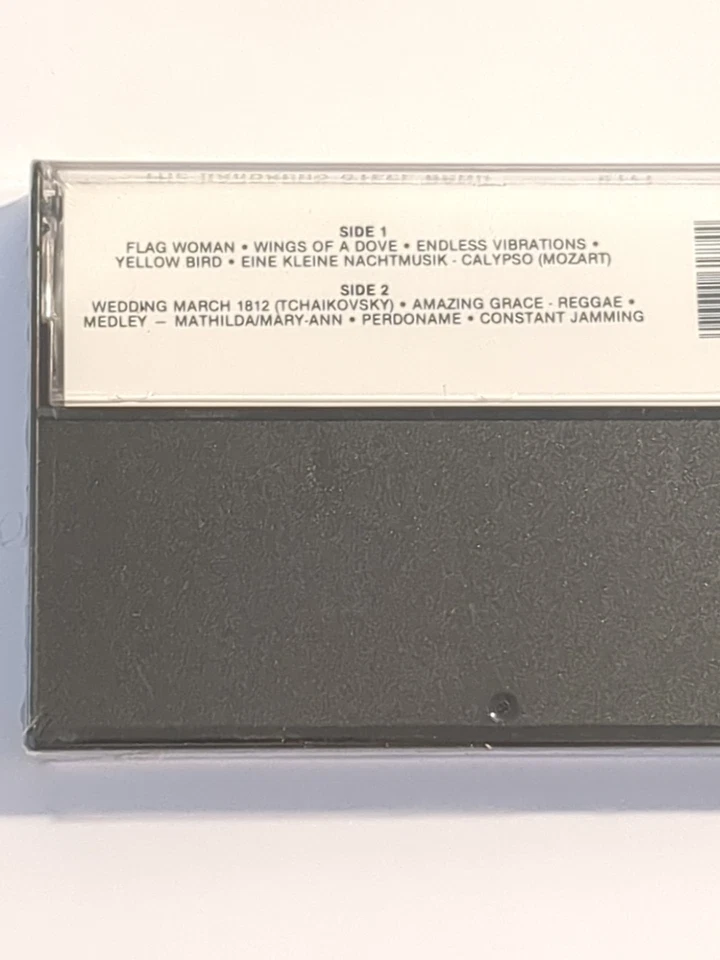 SIDE 1
FLAG WOMAN • WINGS OF A DOVE • ENDLESS VIBRATIONS •
YELLOW BIRD • EINE KLEINE NACHTMUSIK - CALYPSO (MOZART)
SIDE 2
WEDDING MARCH 1812 (TCHAIKOVSKY) • AMAZING GRACE - REGGAE •
MEDLEY — MATHILDA/MARY-ANN • PERDONAME • CONSTANT JAMMING